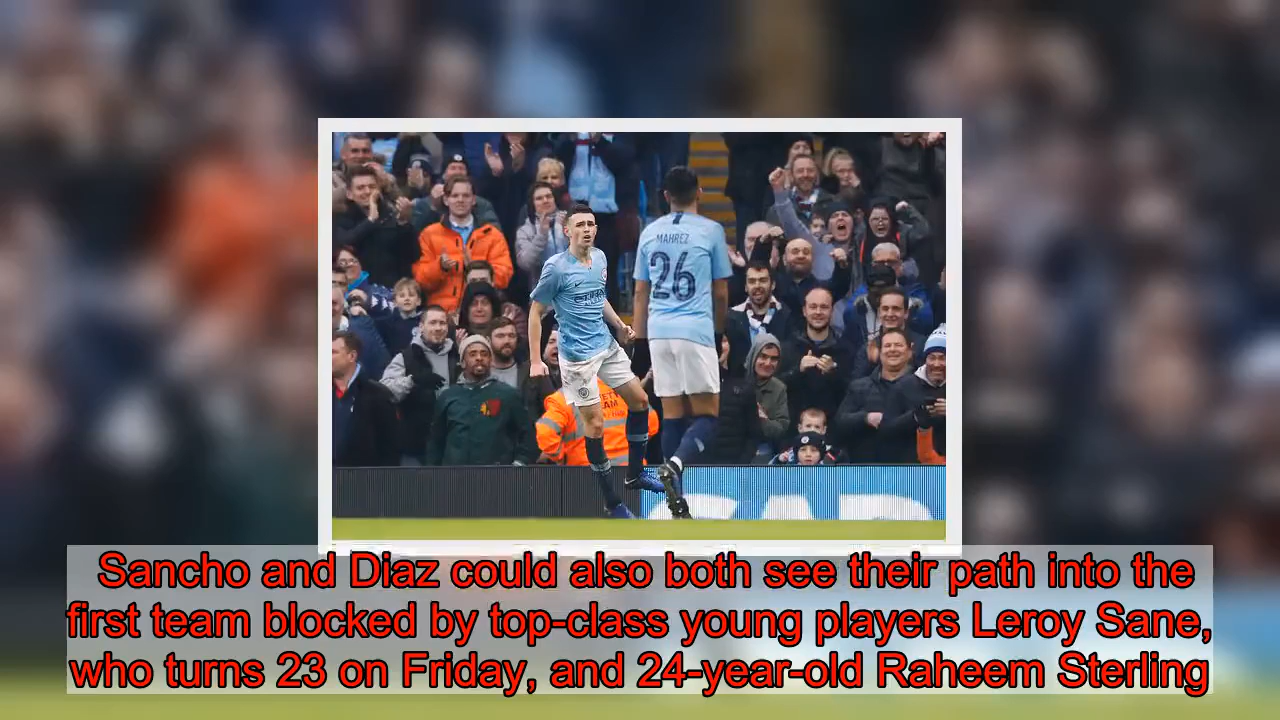 MAHREZ
26
Sancho and Diaz could also both see their path into the
first team blocked by top-class young players Leroy Sane,
who turns 23 on Friday, and 24-year-old Raheem Sterling